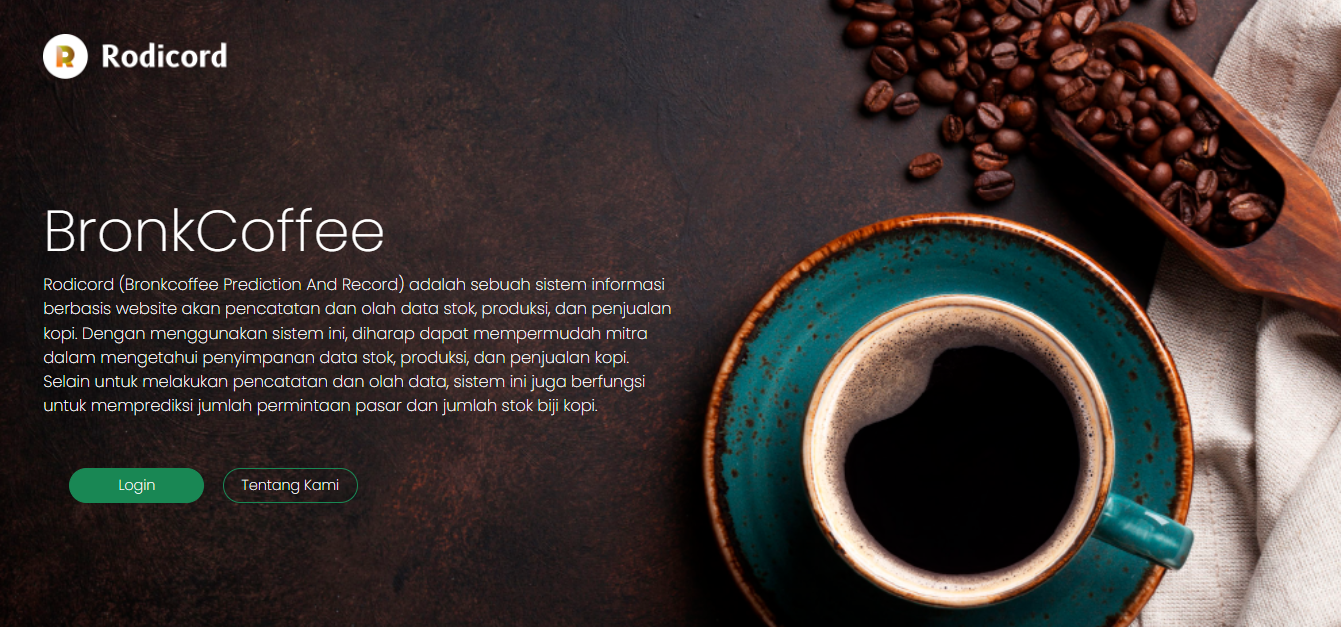 Rodicord
BronkCoffee
Rodicord (Bronkcoffee Prediction And Record) adalah sebuah sistem informasi
berbasis website akan pencatatan dan olah data stok, produksi, dan penjualan
kopi. Dengan menggunakan sistem ini, diharap dapat mempermudah mitra
dalam mengetahui penyimpanan data stok, produksi, dan penjualan kopi.
Selain untuk melakukan pencatatan dan olah data, sistem ini juga berfungsi
untuk memprediksi jumlah permintaan pasar dan jumlah stok biji kopi.
Login
Tentang Kami